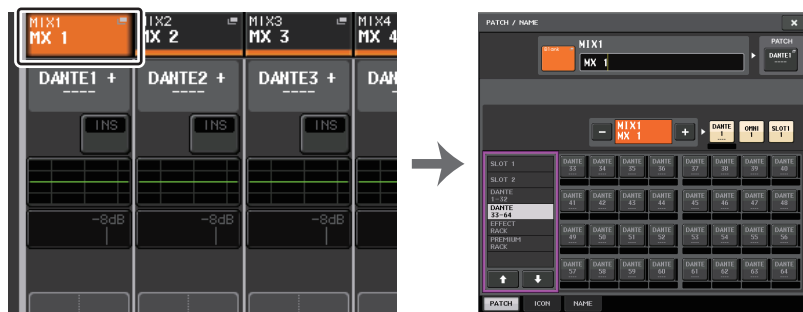 MIX1 MIX2 MIX3 MIX4
MX 1 MX 2 MX 3 MX 4
DANTE1 + DANTE2 + DANTE3 + DAN
---- ---- ----
INS INS INS
-8dB -8dB -8dB
PATCH / NAME
Blank MIX1 PATCH
MX 1 DANTE1
----
− MIX1 + DANTE OMNI SLOT1
MX 1 1 1 1
SLOT 1
SLOT 2
DANTE
1-32
DANTE
33-64
EFFECT
RACK
PREMIUM
RACK
DANTE DANTE DANTE DANTE DANTE DANTE DANTE DANTE
33 34 35 36 37 38 39 40
DANTE DANTE DANTE DANTE DANTE DANTE DANTE DANTE
41 42 43 44 45 46 47 48
DANTE DANTE DANTE DANTE DANTE DANTE DANTE DANTE
49 50 51 52 53 54 55 56
DANTE DANTE DANTE DANTE DANTE DANTE DANTE DANTE
57 58 59 60 61 62 63 64
PATCH ICON NAME